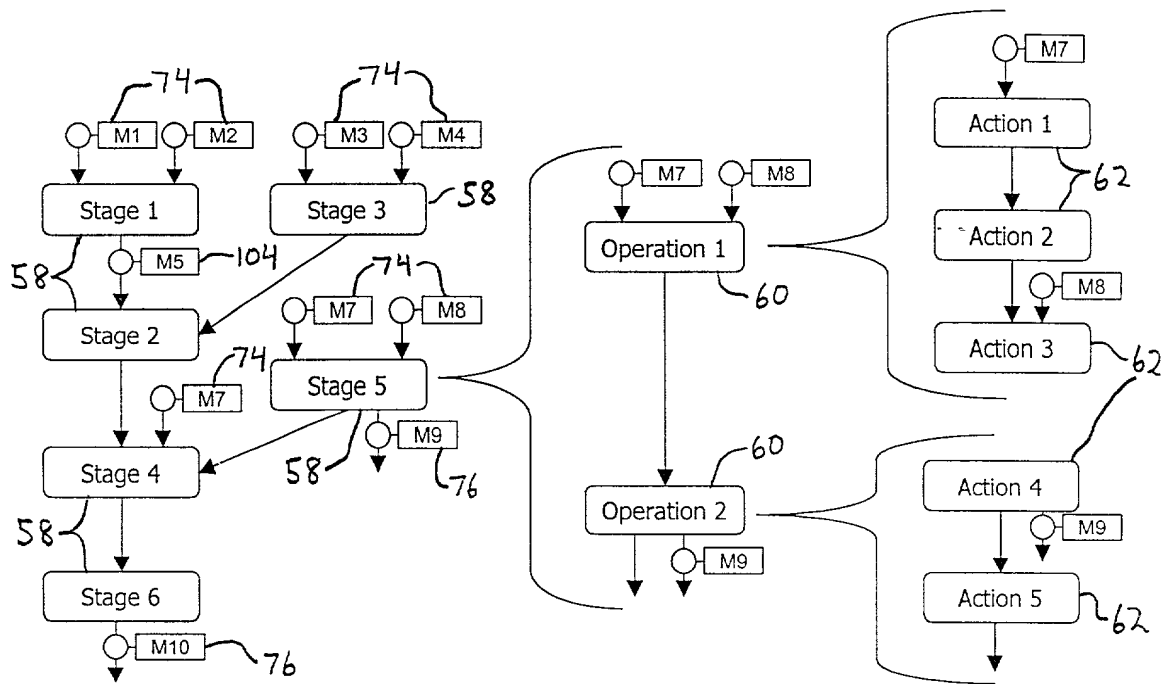 74
74
M1
M2
M3
M4
Stage 1
Stage 3
58
58
M5
104
74
M7
M8
Stage 2
74
M7
Stage 5
M9
58
76
Stage 4
58
Stage 6
M10
76
M7
M8
Operation 1
60
60
Operation 2
M9
M7
Action 1
62
Action 2
M8
Action 3
62
Action 4
M9
Action 5
62